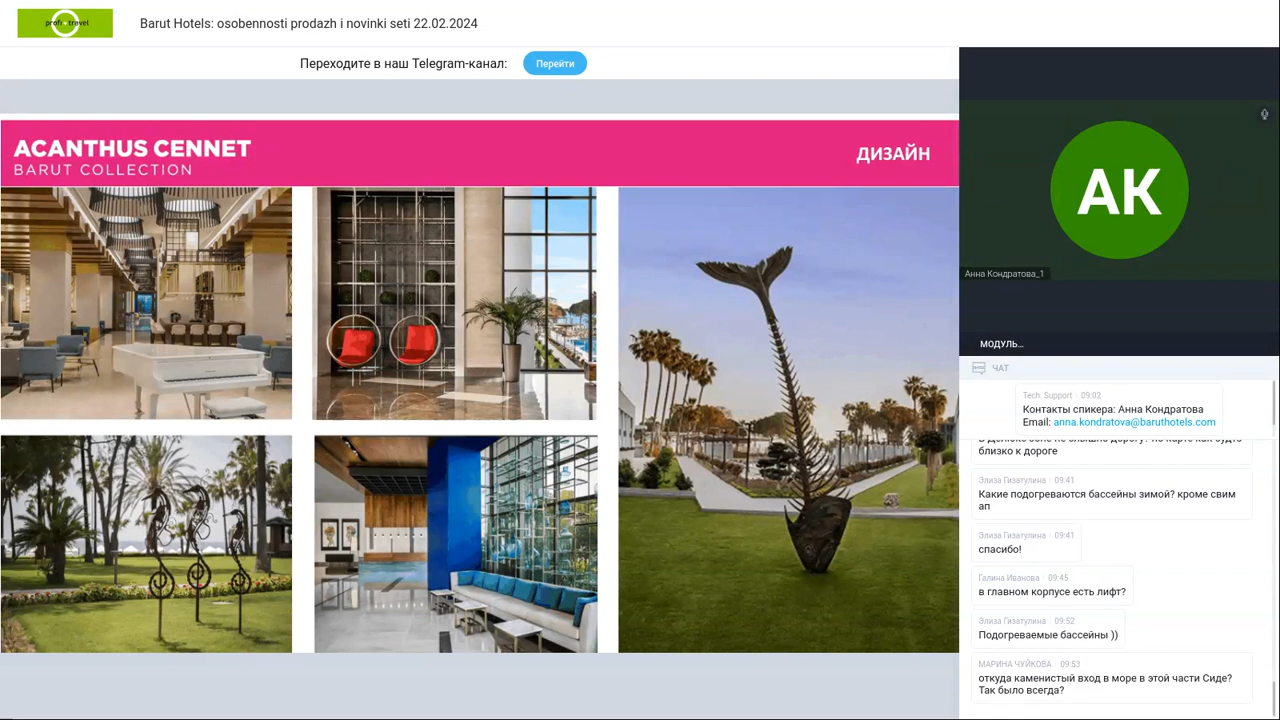 profi travel
Barut Hotels: osobennosti prodazh i novinki seti 22.02.2024
Переходите в наш Telegram-канал:
Перейти
ACANTHUS CENNET
BARUT COLLECTION
ДИЗАЙН
АК
Анна Кондратова_1
МОДУЛЬ...
ЧАТ
Tech. Support 09:02
Контакты спикера: Анна Кондратова
Email: anna.kondratova@baruthotels.com
близко к дороге
Элиза Гизатулина 09:41
Какие подогреваются бассейны зимой? кроме свим
ап
Элиза Гизатулина 09:41
спасибо!
Галина Иванова 09:45
в главном корпусе есть лифт?
Элиза Гизатулина 09:52
Подогреваемые бассейны ))
МАРИНА ЧУЙКОВА 09:53
откуда каменистый вход в море в этой части Сиде?
Так было всегда?